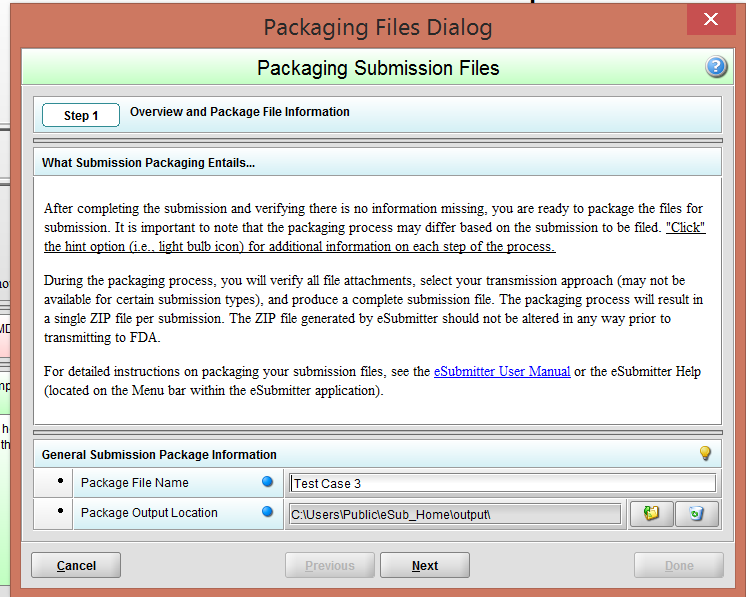 Packaging Files Dialog
Packaging Submission Files
Step 1
Overview and Package File Information
What Submission Packaging Entails...
After completing the submission and verifying there is no information missing, you are ready to package the files for
submission. It is important to note that the packaging process may differ based on the submission to be filed. "Click"
the hint option (i.e., light bulb icon) for additional information on each step of the process.
During the packaging process, you will verify all file attachments, select your transmission approach (may not be
available for certain submission types), and produce a complete submission file. The packaging process will result in
a single ZIP file per submission. The ZIP file generated by eSubmitter should not be altered in any way prior to
transmitting to FDA.
For detailed instructions on packaging your submission files, see the eSubmitter User Manual or the eSubmitter Help
(located on the Menu bar within the eSubmitter application).
General Submission Package Information
• Package File Name Test Case 3
• Package Output Location C:\Users\Public\eSub_Home\output\
Cancel Previous Next Done